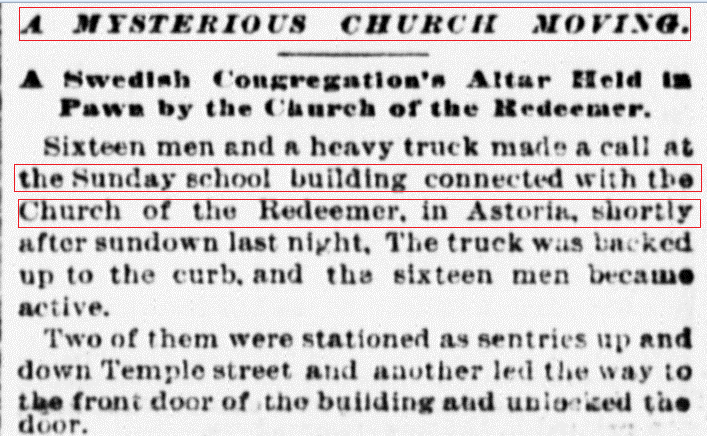 A MYSTERIOUS CHURCH MOVING.
A Swedish Congregation's Altar Held in
Pawn by the Church of the Redeemer.
Sixteen men and a heavy truck made a call at
the Sunday school building connected with the
Church of the Redeemer, in Astoria, shortly
after sundown last night. The truck was backed
up to the curb, and the sixteen men became
active.
Two of them were stationed as sentries up and
down Temple street and another led the way to
the front door of the building and unlocked the
door.